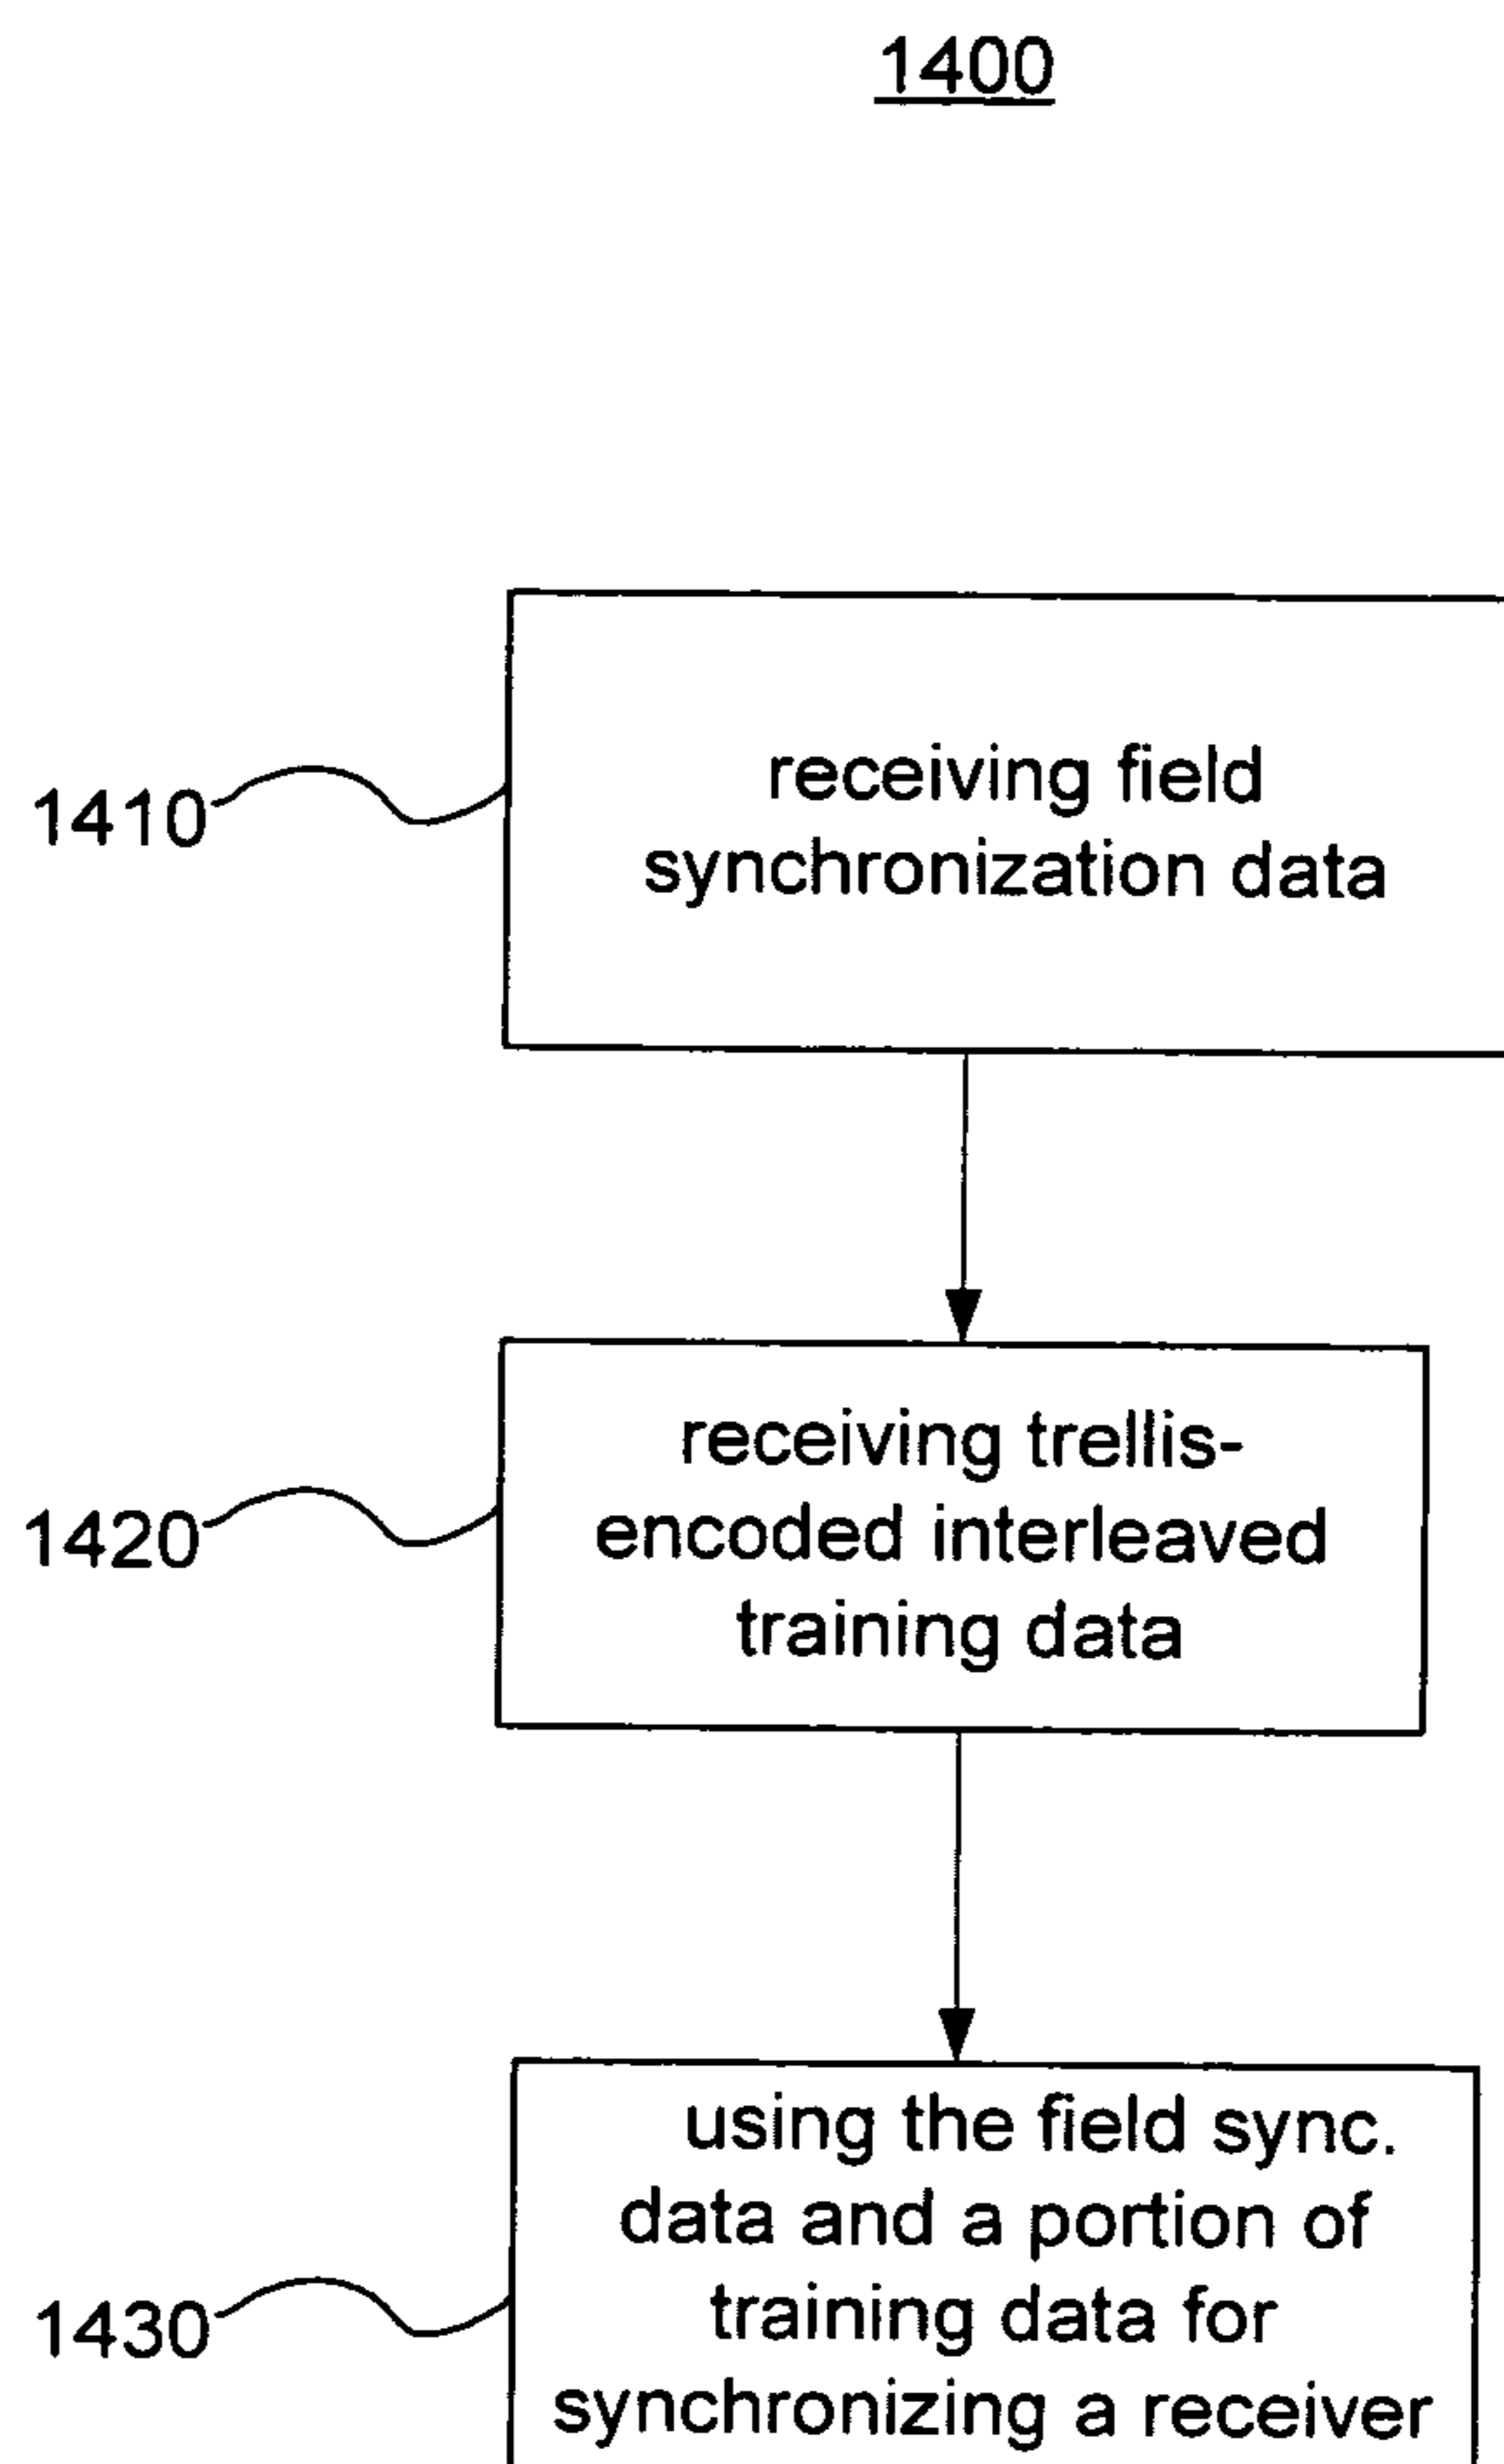 1400
receiving field
synchronization data
1410
receiving trellis-
encoded interleaved
training data
1420
using the field sync.
data and a portion of
training data for
synchronizing a receiver
1430